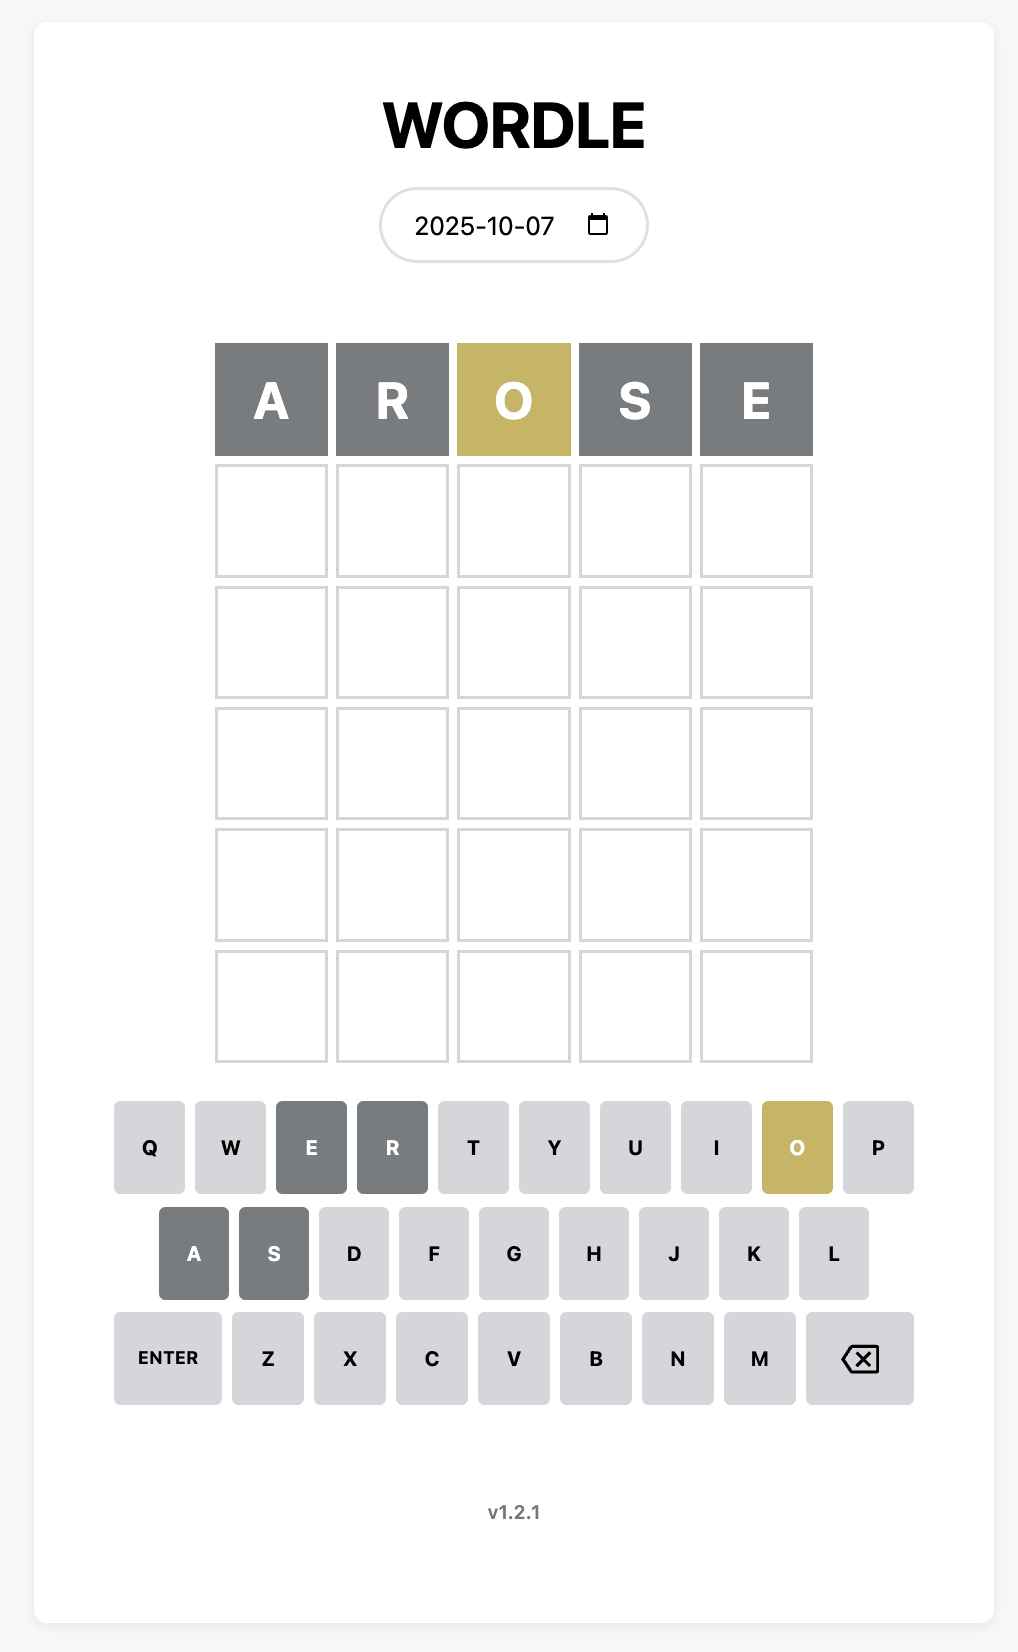 WORDLE
2025-10-07
A R O S E
Q W E R T Y U I O P
A S D F G H J K L
ENTER Z X C V B N M
v1.2.1